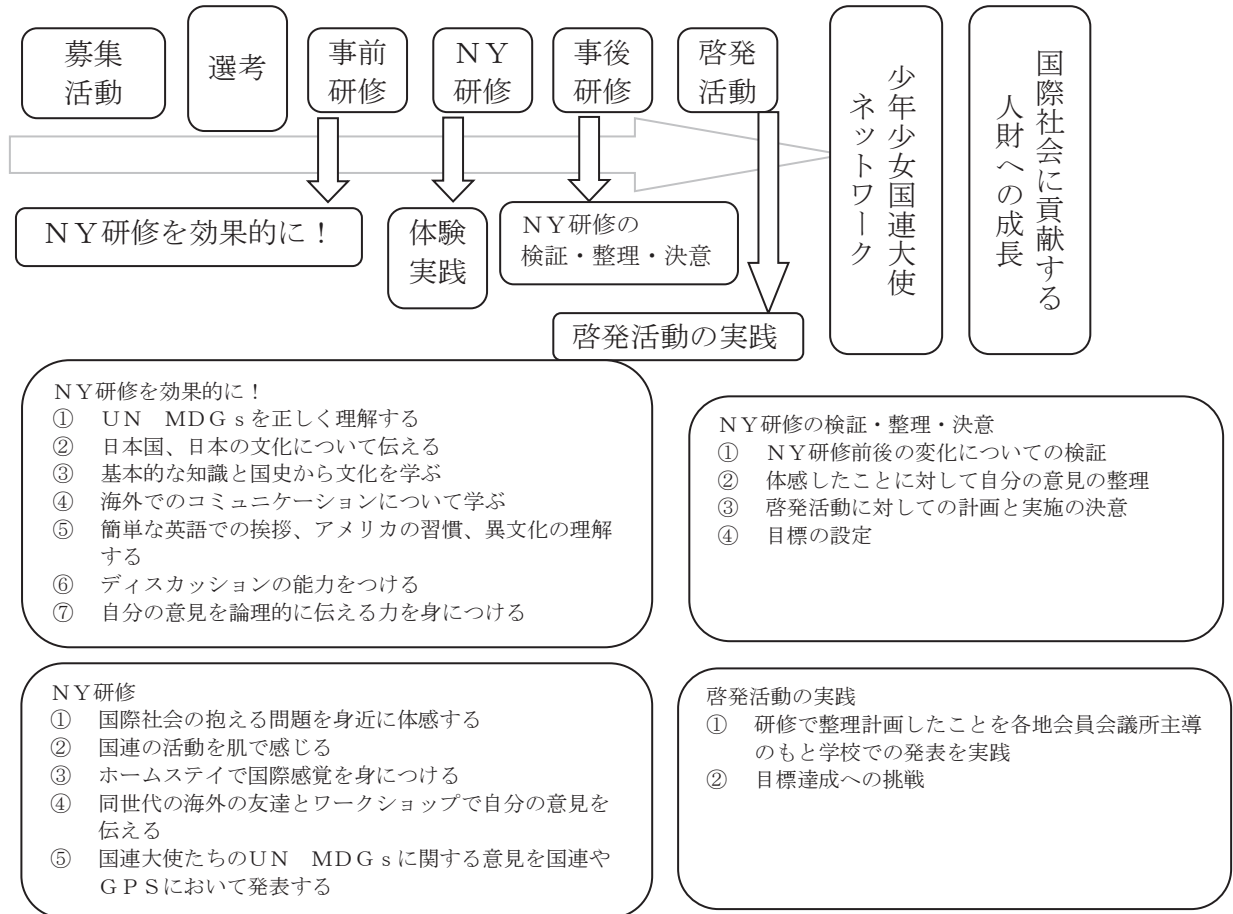 募集
活動
選考
事前
研修
ＮＹ
研修
事後
研修
啓発
活動
少年少女国連大使
ネットワーク
国際社会に貢献する
人財への成長
ＮＹ研修を効果的に！
体験
実践
ＮＹ研修の
検証・整理・決意
啓発活動の実践
ＮＹ研修を効果的に！
① ＵＮ　ＭＤＧｓを正しく理解する
② 日本国、日本の文化について伝える
③ 基本的な知識と国史から文化を学ぶ
④ 海外でのコミュニケーションについて学ぶ
⑤ 簡単な英語での挨拶、アメリカの習慣、異文化の理解
する
⑥ ディスカッションの能力をつける
⑦ 自分の意見を論理的に伝える力を身につける
ＮＹ研修の検証・整理・決意
① ＮＹ研修前後の変化についての検証
② 体感したことに対して自分の意見の整理
③ 啓発活動に対しての計画と実施の決意
④ 目標の設定
ＮＹ研修
① 国際社会の抱える問題を身近に体感する
② 国連の活動を肌で感じる
③ ホームステイで国際感覚を身につける
④ 同世代の海外の友達とワークショップで自分の意見を
伝える
⑤ 国連大使たちのＵＮ　ＭＤＧｓに関する意見を国連や
ＧＰＳにおいて発表する
啓発活動の実践
① 研修で整理計画したことを各地会員会議所主導
のもと学校での発表を実践
② 目標達成への挑戦